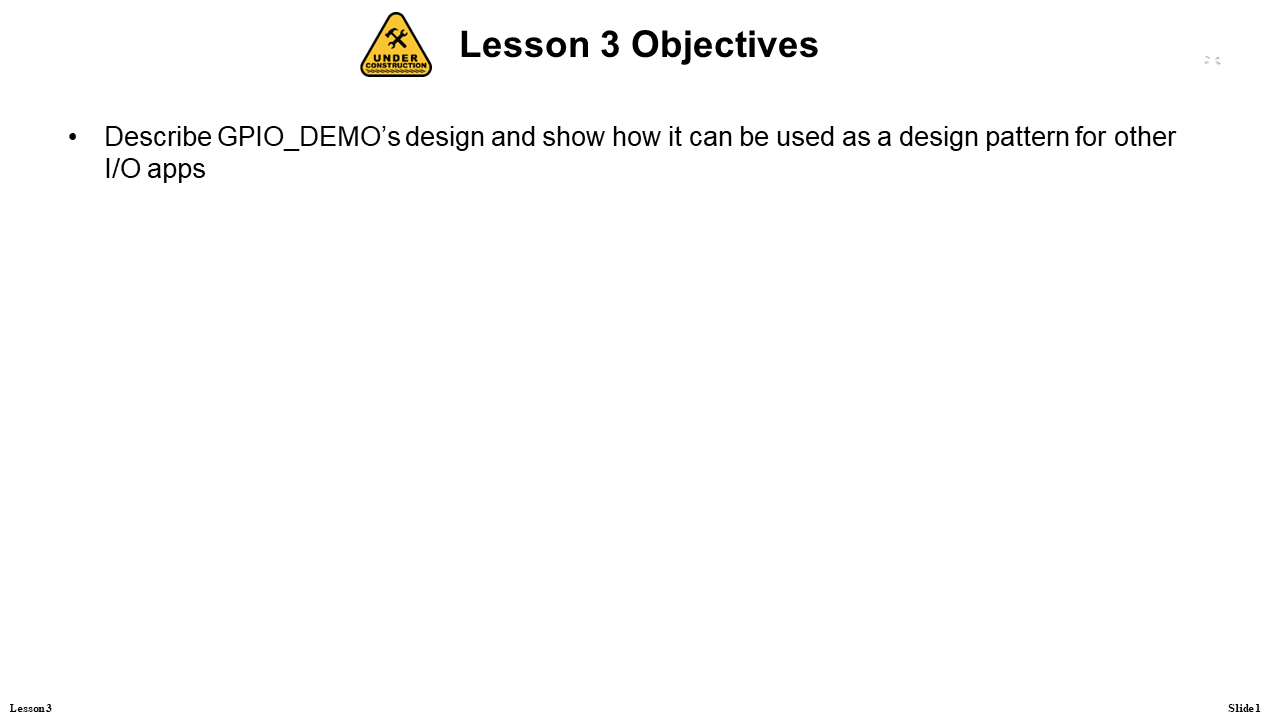 UNDER
CONSTRUCTION
Lesson 3 Objectives
• Describe GPIO_DEMO’s design and show how it can be used as a design pattern for other
I/O apps
Lesson 3
Slide 1